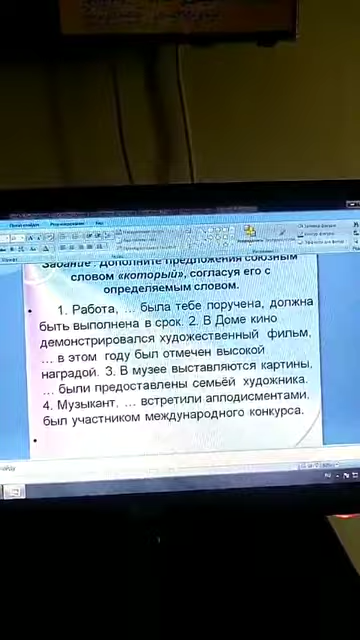 Задание: Дополните предложения союзным
словом «который», согласуя его с
определяемым словом.
1. Работа, ... была тебе поручена, должна
быть выполнена в срок. 2. В Доме кино
демонстрировался художественный фильм,
... в этом году был отмечен высокой
наградой. 3. В музее выставляются картины,
... были предоставлены семьёй художника.
4. Музыкант, ... встретили апплодисментами,
был участником международного конкурса.